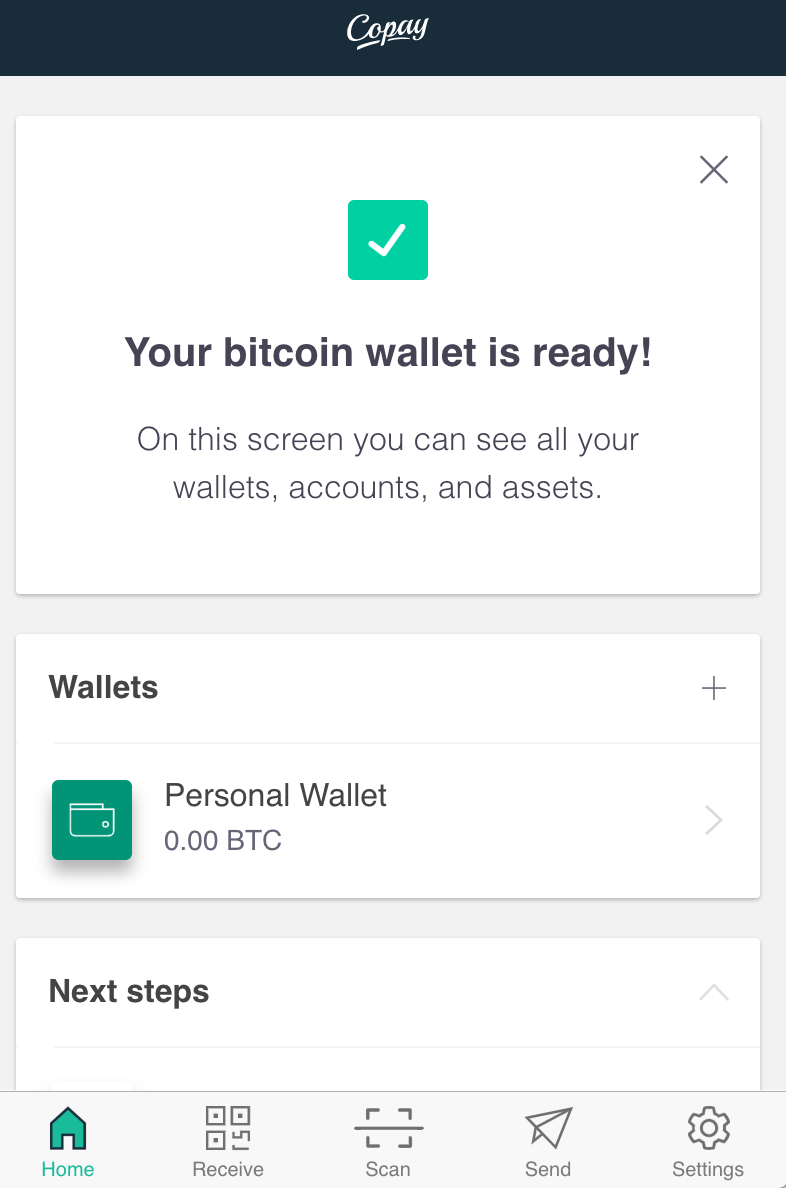 Copay
Your bitcoin wallet is ready!
On this screen you can see all your
wallets, accounts, and assets.
Wallets
Personal Wallet
0.00 BTC
Next steps
Home
Receive
Scan
Send
Settings